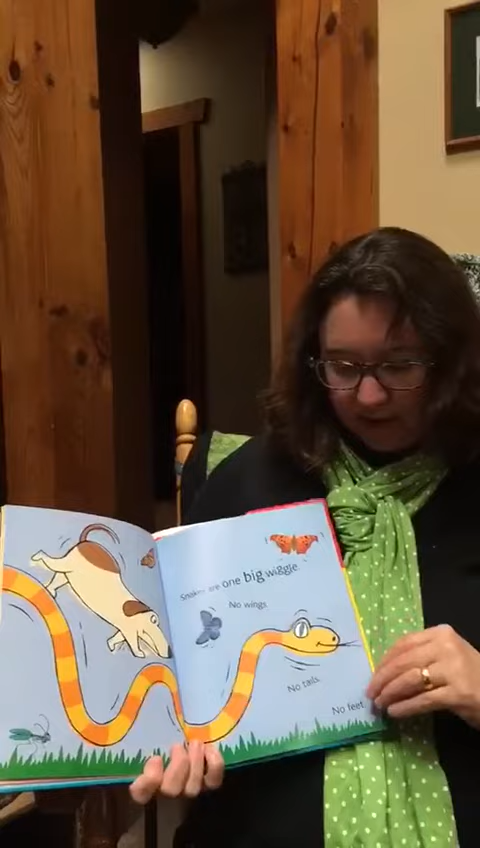 Snakes are one big wiggle
No wings.
No tails.
No feet.